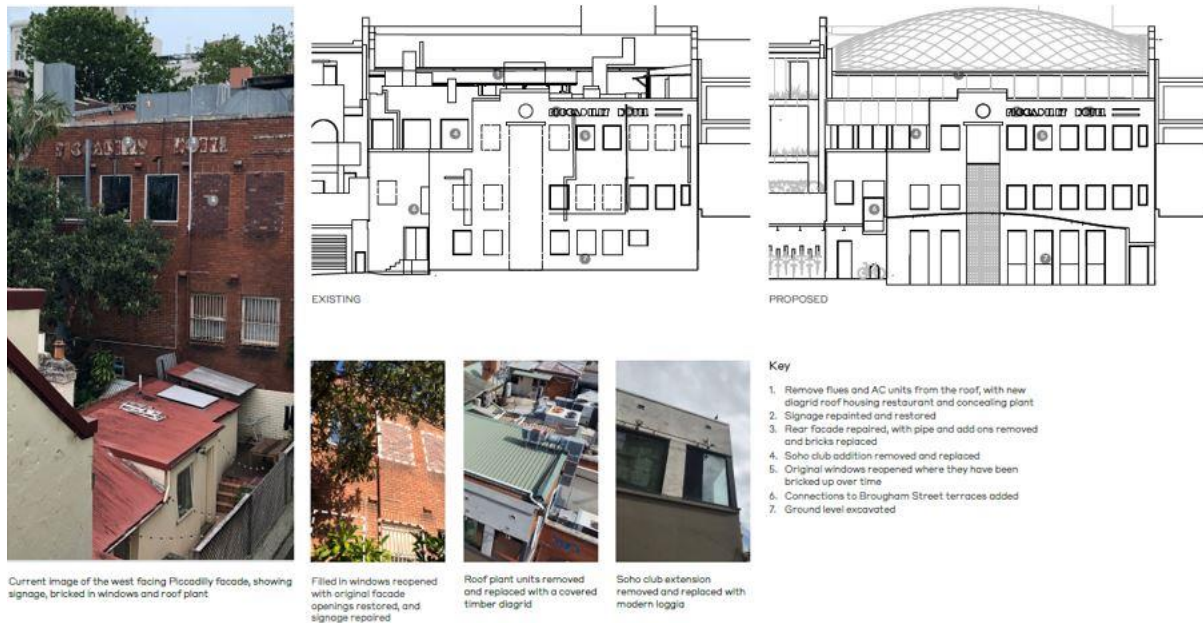 PICCADILLY HOTEL
PICCADILLY HOTEL
EXISTING
PROPOSED
Current image of the west facing Piccadilly facade, showing
signage, bricked in windows and roof plant
Filled in windows reopened
with original facade
openings restored, and
signage repaired
Roof plant units removed
and replaced with a covered
timber diagrid
Soho club extension
removed and replaced with
modern loggia
Key
1. Remove flues and AC units from the roof, with new
diagrid roof housing restaurant and concealing plant
2. Signage repainted and restored
3. Rear facade repaired, with pipe and add ons removed
and bricks replaced
4. Soho club addition removed and replaced
5. Original windows reopened where they have been
bricked up over time
6. Connections to Brougham Street terraces added
7. Ground level excavated